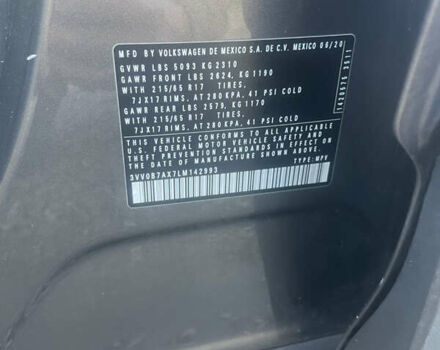 MFD BY VOLKSWAGEN DE MEXICO S.A. DE C.V. MEXICO 06/20
GVWR LBS 5093 KG 2310
GAWR FRONT LBS 2624, KG 1190
WITH 215/65 R17 TIRES,
7JX17 RIMS, AT 280 KPA, 41 PSI COLD
GAWR REAR LBS 2579, KG 1170
WITH 215/65 R17 TIRES,
7JX17 RIMS, AT 280 KPA, 41 PSI COLD
THIS VEHICLE CONFORMS TO ALL APPLICABLE
U.S. FEDERAL MOTOR VEHICLE SAFETY
AND THEFT PREVENTION STANDARDS IN EFFECT ON
THE DATE OF MANUFACTURE SHOWN ABOVE.
3VV0B7AX7LM142993 TYPE: MPV